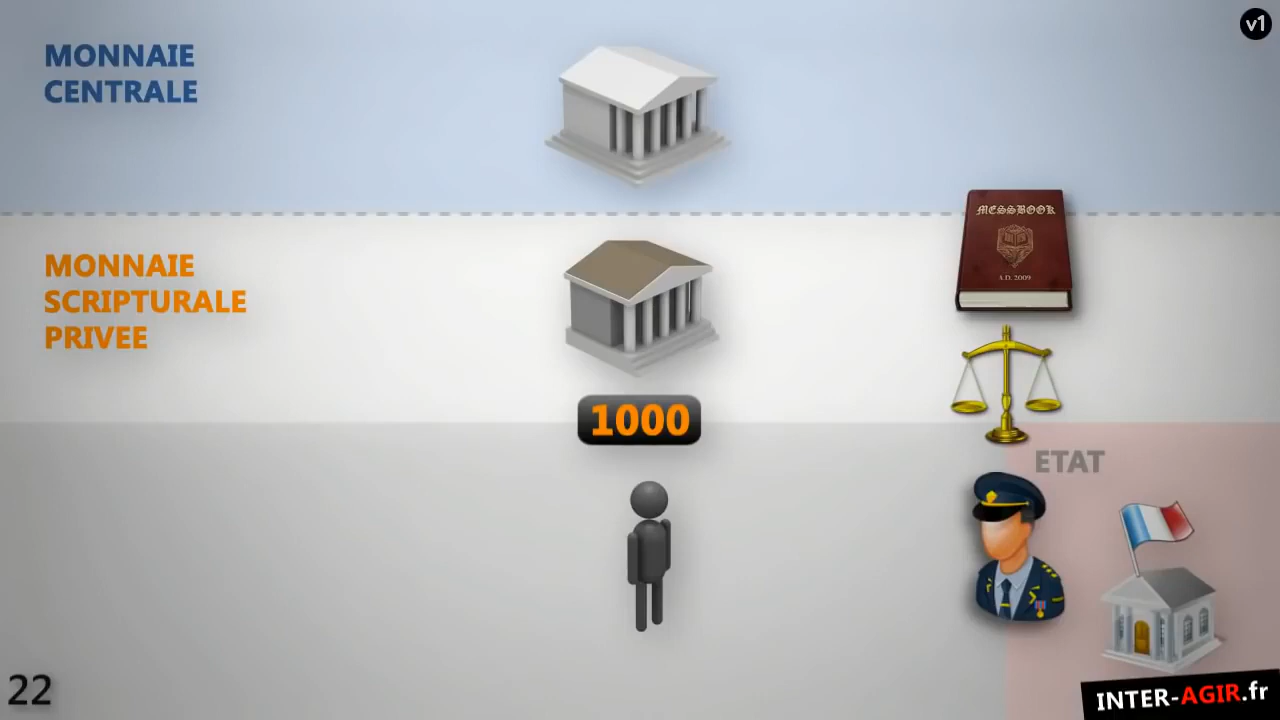 MONNAIE
CENTRALE
v1
MESSBOOK
A.D. 2009
MONNAIE
SCRIPTURALE
PRIVEE
1000
ETAT
22
INTER-AGIR.fr